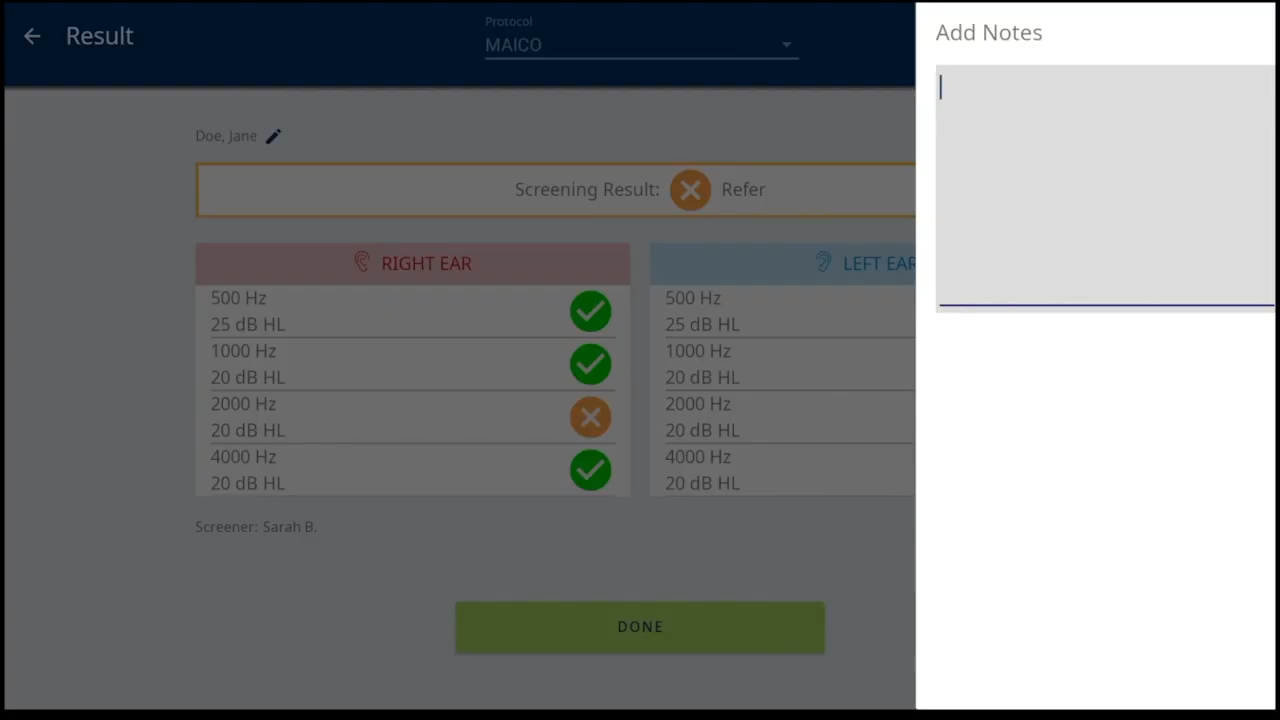 Result
Protocol
MAICO
Add Notes
Doe, Jane
Screening Result: Refer
RIGHT EAR
500 Hz
25 dB HL
1000 Hz
20 dB HL
2000 Hz
20 dB HL
4000 Hz
20 dB HL
LEFT EAR
500 Hz
25 dB HL
1000 Hz
20 dB HL
2000 Hz
20 dB HL
4000 Hz
20 dB HL
Screener: Sarah B.
DONE